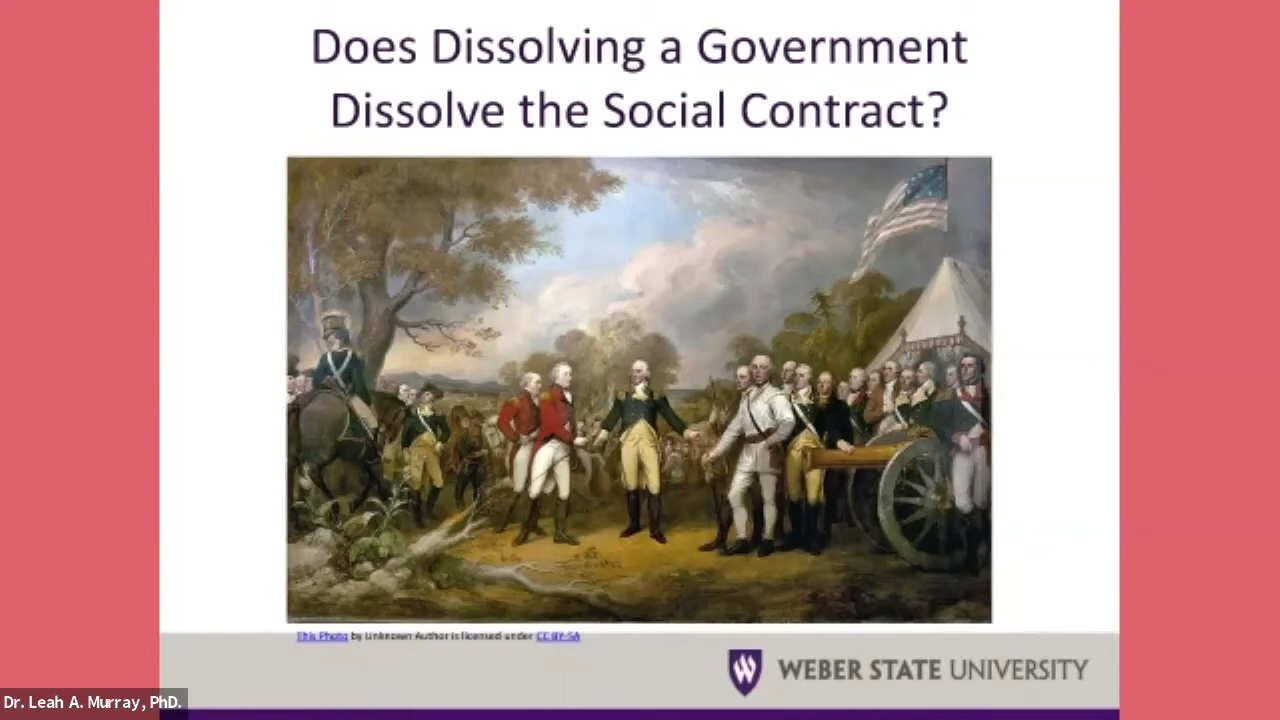 Does Dissolving a Government
Dissolve the Social Contract?
This Photo by Unknown Author is licensed under CC BY-SA
W WEBER STATE UNIVERSITY
Dr. Leah A. Murray, PhD.